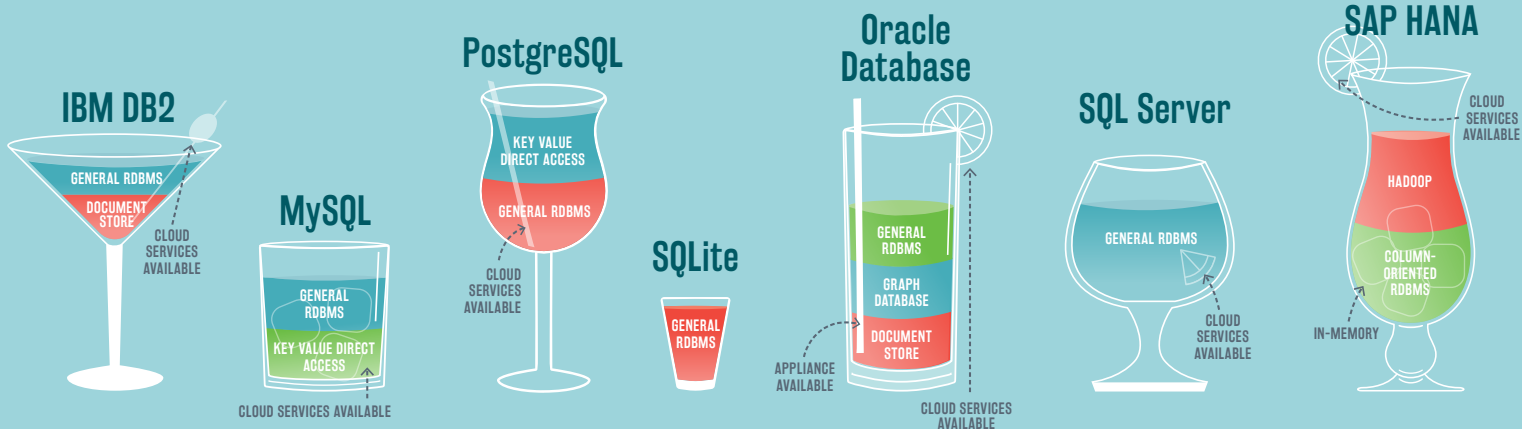 IBM DB2
GENERAL RDBMS
DOCUMENT
STORE
CLOUD
SERVICES
AVAILABLE
MySQL
GENERAL
RDBMS
KEY VALUE DIRECT
ACCESS
CLOUD SERVICES AVAILABLE
PostgreSQL
KEY VALUE
DIRECT ACCESS
GENERAL RDBMS
CLOUD
SERVICES
AVAILABLE
SQLite
GENERAL
RDBMS
Oracle
Database
GENERAL
RDBMS
GRAPH
DATABASE
DOCUMENT
STORE
APPLIANCE
AVAILABLE
CLOUD SERVICES
AVAILABLE
SQL Server
GENERAL RDBMS
CLOUD
SERVICES
AVAILABLE
SAP HANA
CLOUD
SERVICES
AVAILABLE
HADOOP
COLUMN-
ORIENTED
RDBMS
IN-MEMORY